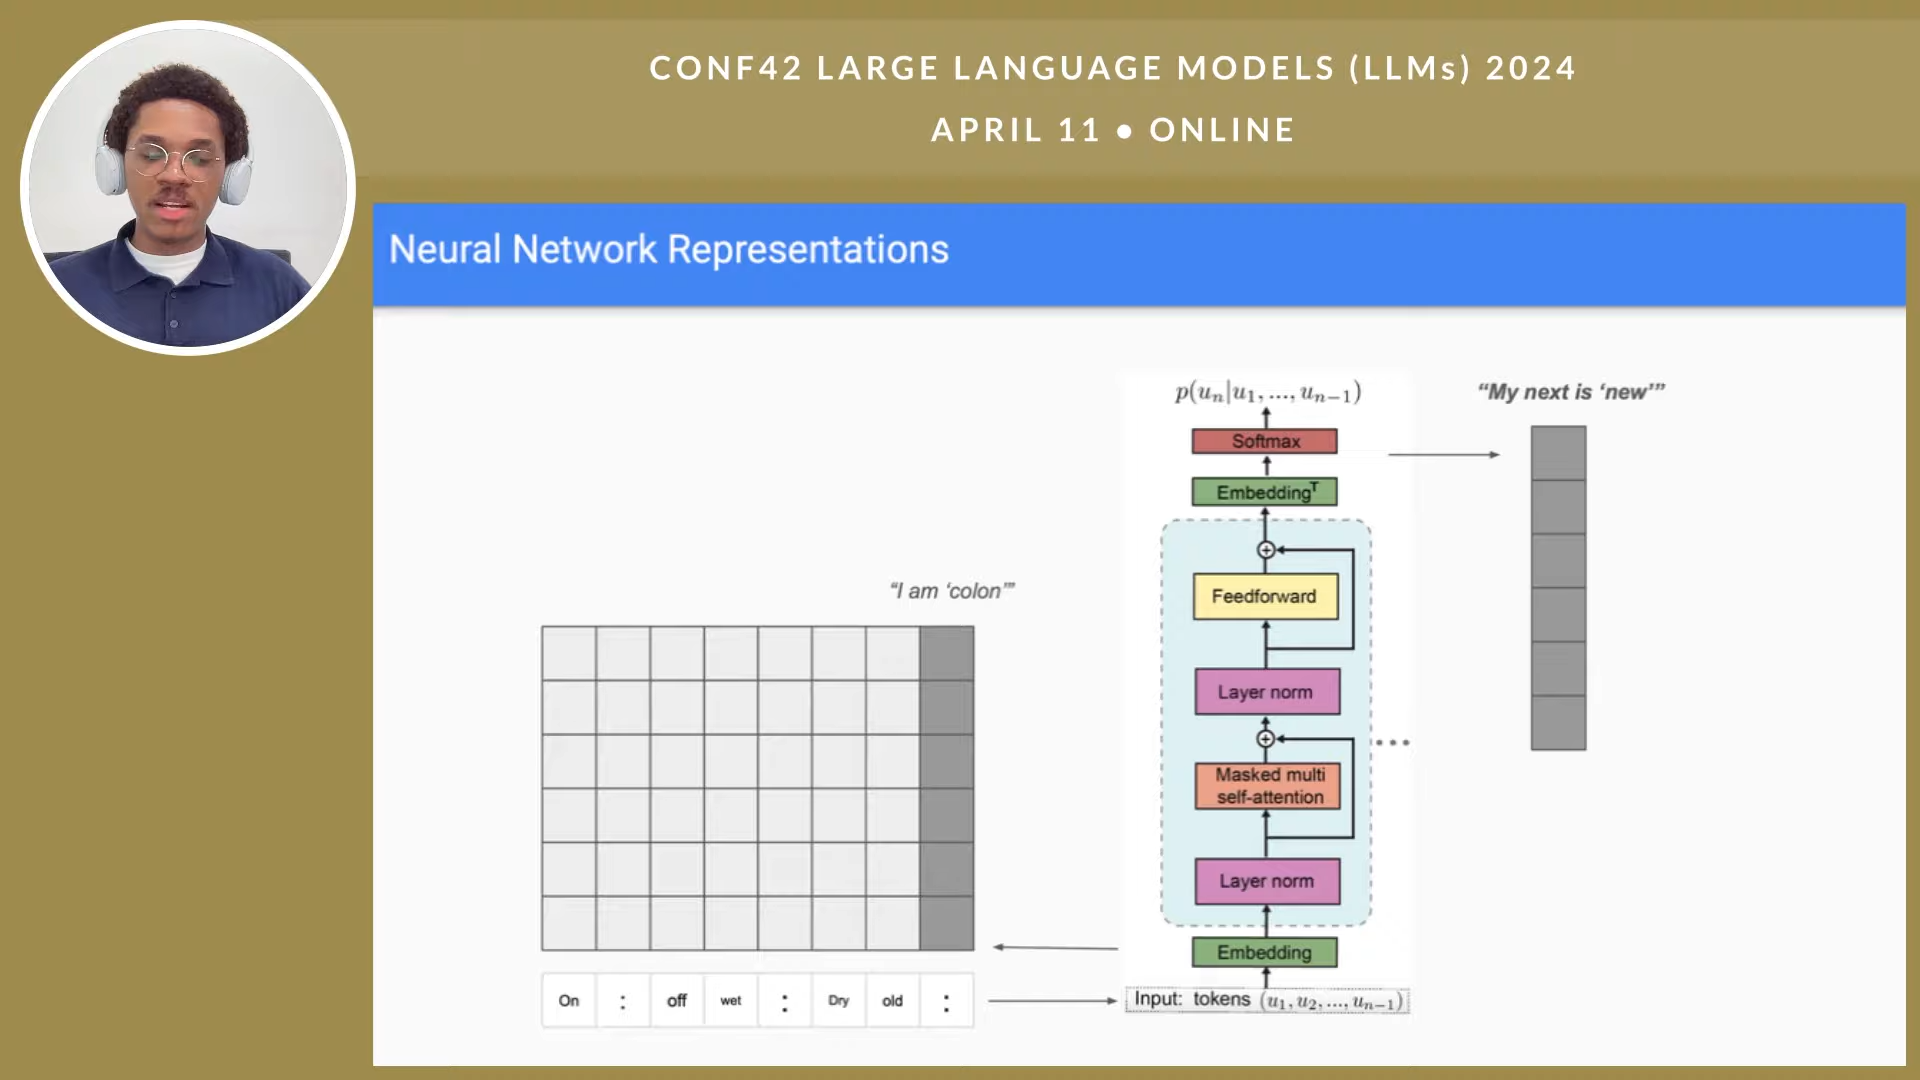 CONF42 LARGE LANGUAGE MODELS (LLMs) 2024
APRIL 11 ● ONLINE
Neural Network Representations
p(uₙ|u₁, ..., uₙ₋₁)
“My next is ‘new’”
Softmax
Embeddingᵀ
Feedforward
“I am ‘colon’”
Layer norm
Masked multi
self-attention
Layer norm
Embedding
On : off wet : Dry old :
Input: tokens (u₁, u₂, ..., uₙ₋₁)